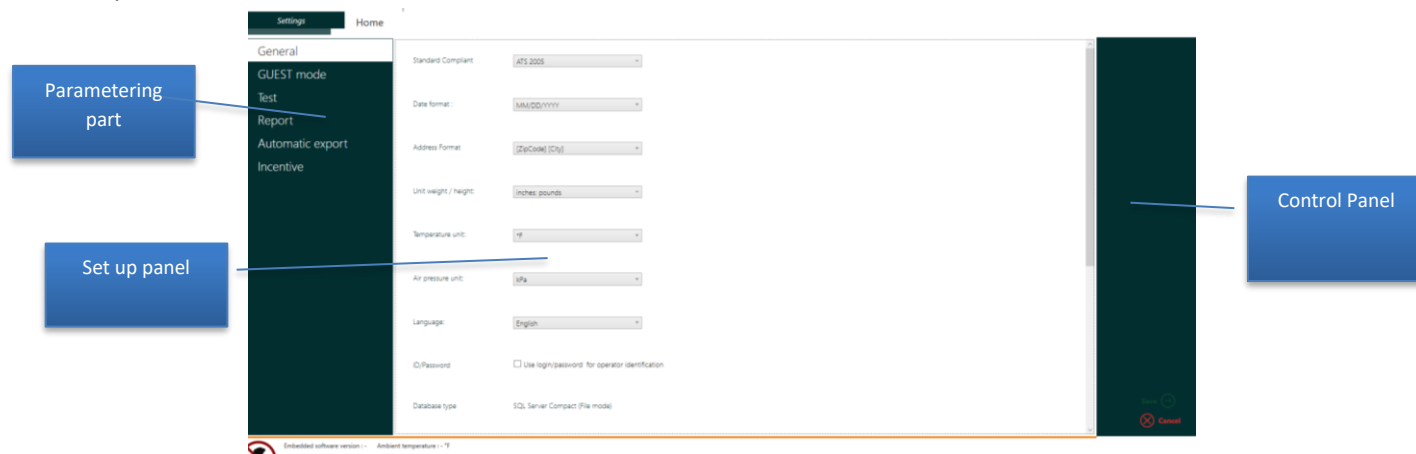 Settings
Home
General
GUEST mode
Test
Report
Automatic export
Incentive
Parametering
part
Set up panel
Standard Compliant
ATS 2005
Date format :
MM/DD/YYYY
Address Format
[ZipCode] [City]
Unit weight / height:
inches: pounds
Temperature unit:
°F
Air pressure unit:
kPa
Language:
English
ID/Password
Use login/password for operator identification
Database type
SQL Server Compact (File mode)
Control Panel
Save
Cancel
Embedded software version : - Ambient temperature : - °F